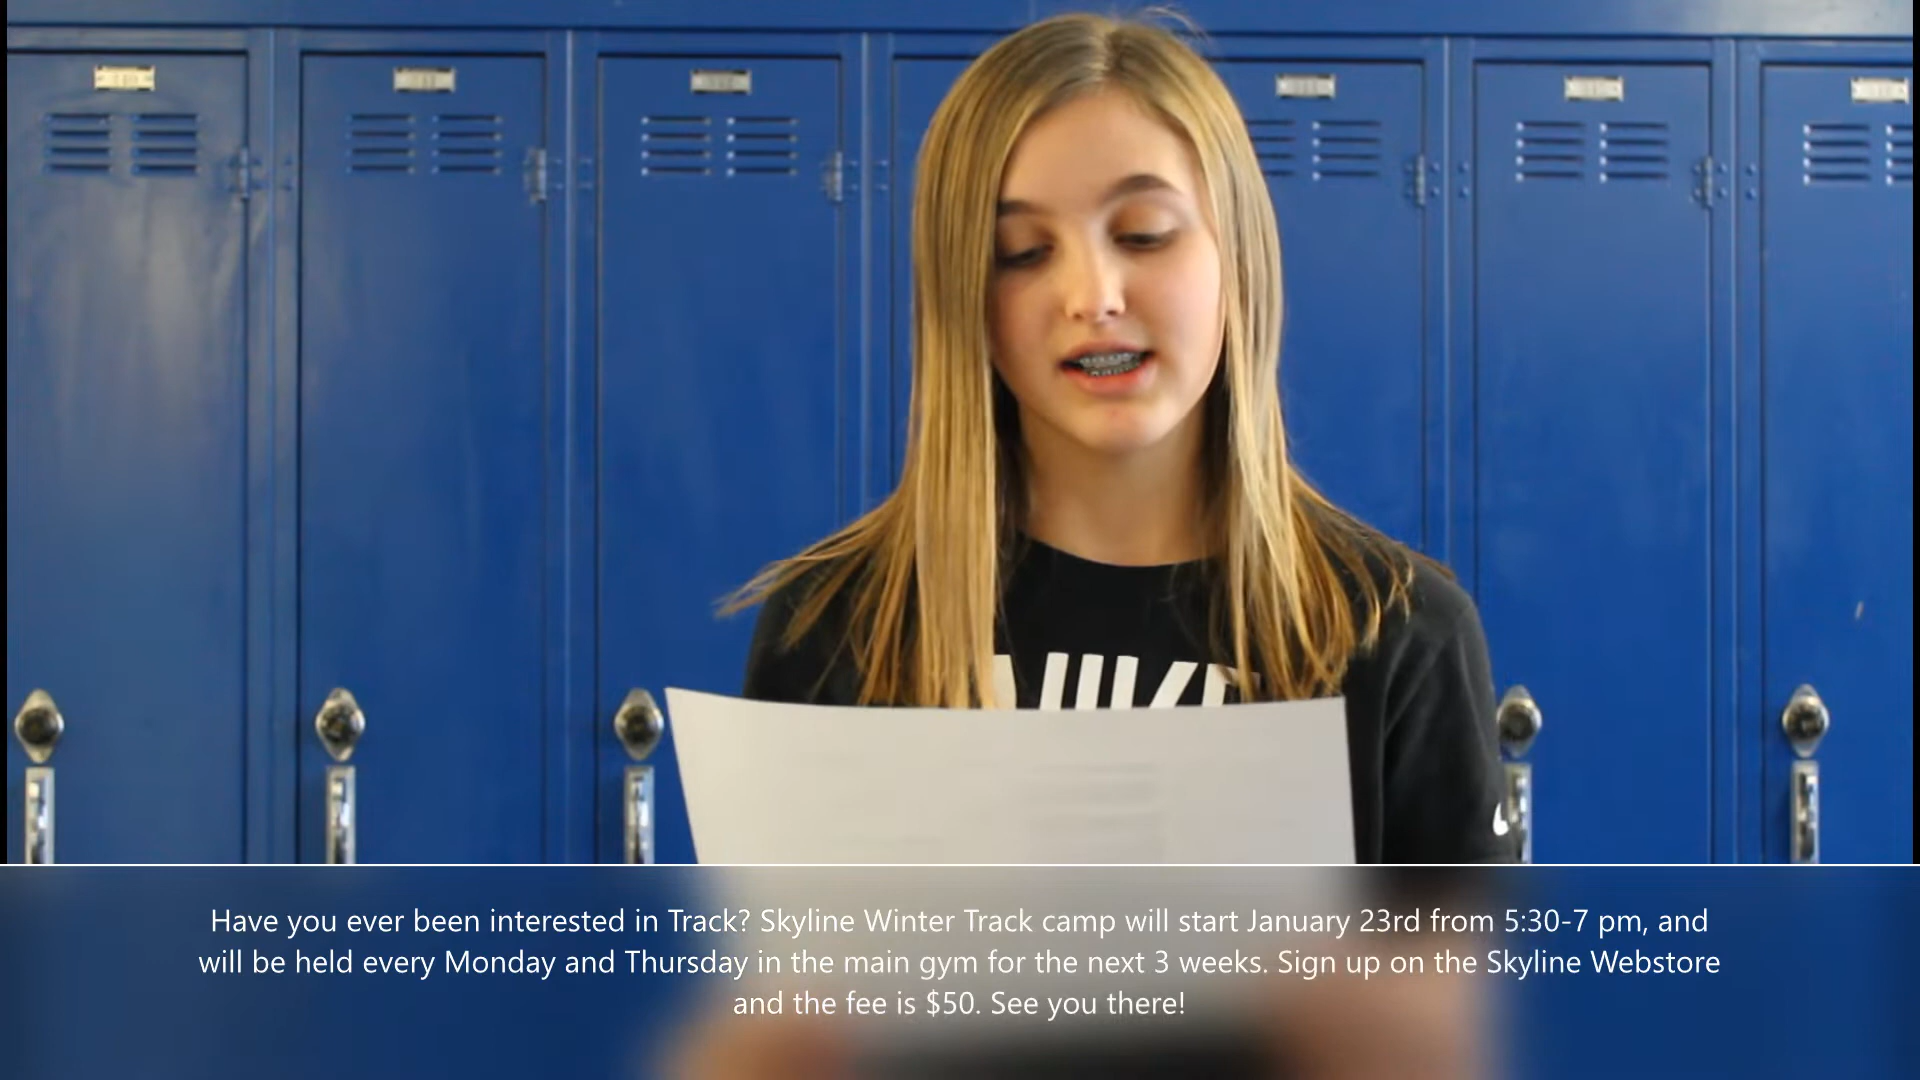 NIKE
Have you ever been interested in Track? Skyline Winter Track camp will start January 23rd from 5:30-7 pm, and
will be held every Monday and Thursday in the main gym for the next 3 weeks. Sign up on the Skyline Webstore
and the fee is $50. See you there!